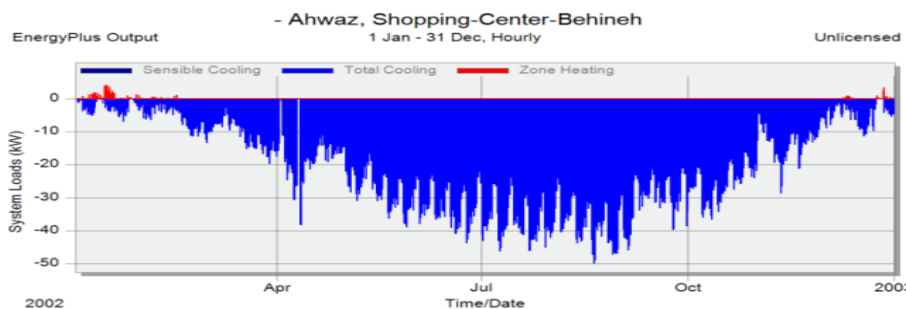 - Ahwaz, Shopping-Center-Behineh
EnergyPlus Output 1 Jan - 31 Dec, Hourly Unlicensed
Sensible Cooling Total Cooling Zone Heating
System Loads (kW)
0
-10
-20
-30
-40
-50
Apr Jul Oct 2003
2002 Time/Date